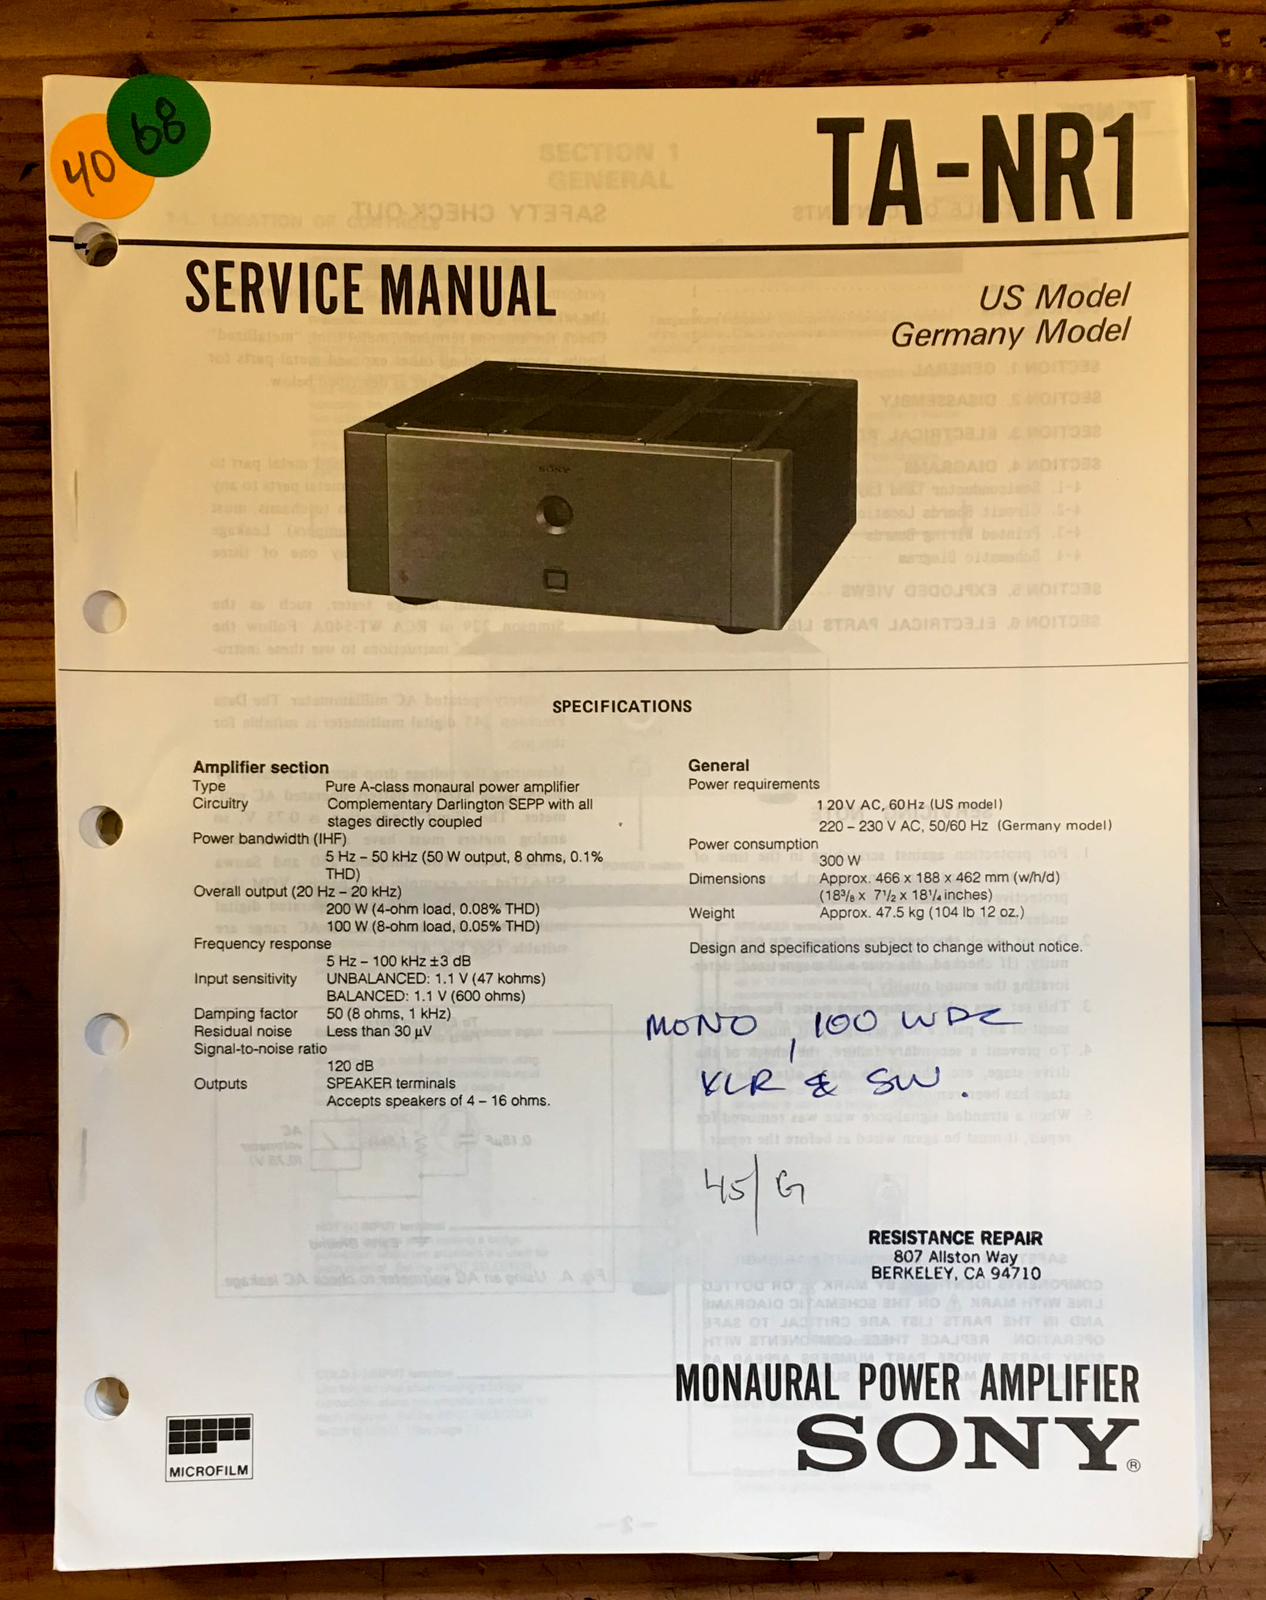 68
40
TA-NR1
SERVICE MANUAL
US Model
Germany Model
SONY
SPECIFICATIONS
Amplifier section
Type Pure A-class monaural power amplifier
Circuitry Complementary Darlington SEPP with all
stages directly coupled
Power bandwidth (IHF)
5 Hz – 50 kHz (50 W output, 8 ohms, 0.1%
THD)
Overall output (20 Hz – 20 kHz)
200 W (4-ohm load, 0.08% THD)
100 W (8-ohm load, 0.05% THD)
Frequency response
5 Hz – 100 kHz ±3 dB
Input sensitivity UNBALANCED: 1.1 V (47 kohms)
BALANCED: 1.1 V (600 ohms)
Damping factor 50 (8 ohms, 1 kHz)
Residual noise Less than 30 µV
Signal-to-noise ratio
120 dB
Outputs SPEAKER terminals
Accepts speakers of 4 – 16 ohms.
General
Power requirements
120V AC, 60Hz (US model)
220 – 230 V AC, 50/60 Hz (Germany model)
Power consumption
300 W
Dimensions Approx. 466 x 188 x 462 mm (w/h/d)
(18³/₈ x 7¹/₂ x 18¹/₄ inches)
Weight Approx. 47.5 kg (104 lb 12 oz.)
Design and specifications subject to change without notice.
MONO, 100 WPC
XLR & SW.
45/G
RESISTANCE REPAIR
807 Allston Way
BERKELEY, CA 94710
MONAURAL POWER AMPLIFIER
SONY®
MICROFILM